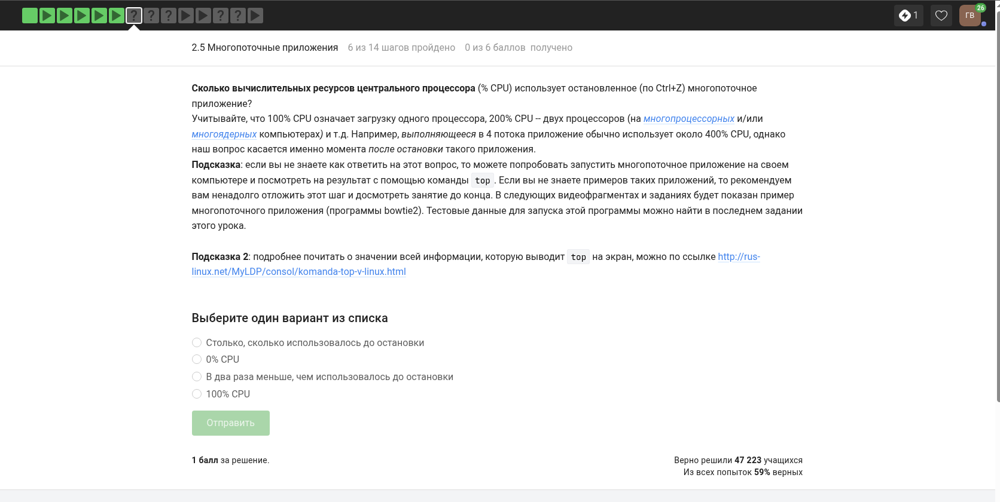 ? ? ? ? ?
1
26
ГВ
2.5 Многопоточные приложения 6 из 14 шагов пройдено 0 из 6 баллов получено
Сколько вычислительных ресурсов центрального процессора (% CPU) использует остановленное (по Ctrl+Z) многопоточное
приложение?
Учитывайте, что 100% CPU означает загрузку одного процессора, 200% CPU -- двух процессоров (на многопроцессорных и/или
многоядерных компьютерах) и т.д. Например, выполняющееся в 4 потока приложение обычно использует около 400% CPU, однако
наш вопрос касается именно момента после остановки такого приложения.
Подсказка: если вы не знаете как ответить на этот вопрос, то можете попробовать запустить многопоточное приложение на своем
компьютере и посмотреть на результат с помощью команды top . Если вы не знаете примеров таких приложений, то рекомендуем
вам ненадолго отложить этот шаг и досмотреть занятие до конца. В следующих видеофрагментах и заданиях будет показан пример
многопоточного приложения (программы bowtie2). Тестовые данные для запуска этой программы можно найти в последнем задании
этого урока.
Подсказка 2: подробнее почитать о значении всей информации, которую выводит top на экран, можно по ссылке http://rus-
linux.net/MyLDP/consol/komanda-top-v-linux.html
Выберите один вариант из списка
Столько, сколько использовалось до остановки
0% CPU
В два раза меньше, чем использовалось до остановки
100% CPU
Отправить
1 балл за решение.
Верно решили 47 223 учащихся
Из всех попыток 59% верных